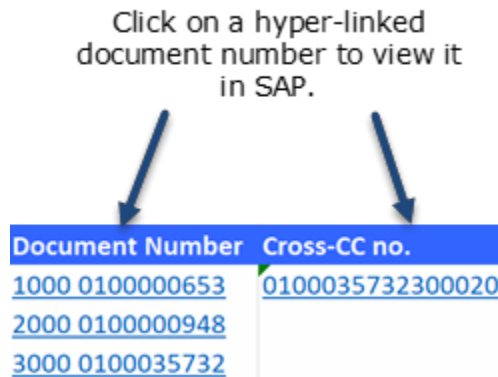 Click on a hyper-linked
document number to view it
in SAP.
Document Number Cross-CC no.
1000 0100000653 0100035732300020
2000 0100000948
3000 0100035732